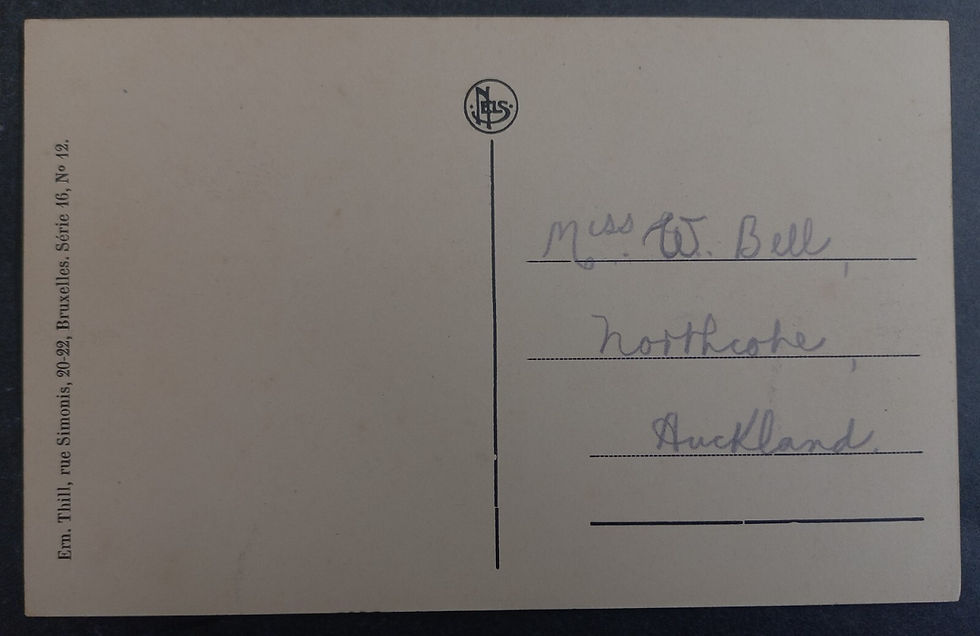 Ern. Thill, rue Simonis, 20-22, Bruxelles. Série 16, No 12.
NELS
Miss. W. Bell,
Northcote,
Auckland.